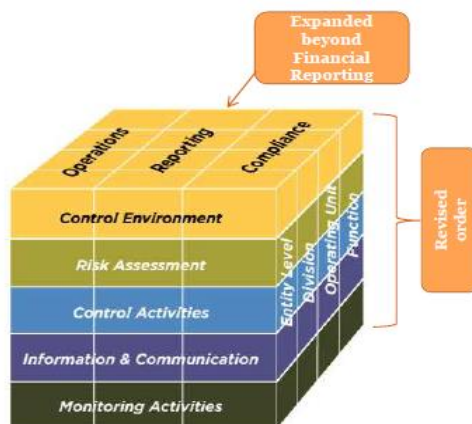 Expanded
beyond
Financial
Reporting
Operations
Reporting
Compliance
Control Environment
Risk Assessment
Control Activities
Information & Communication
Monitoring Activities
Entity Level
Division
Operating Unit
Function
Revised
order